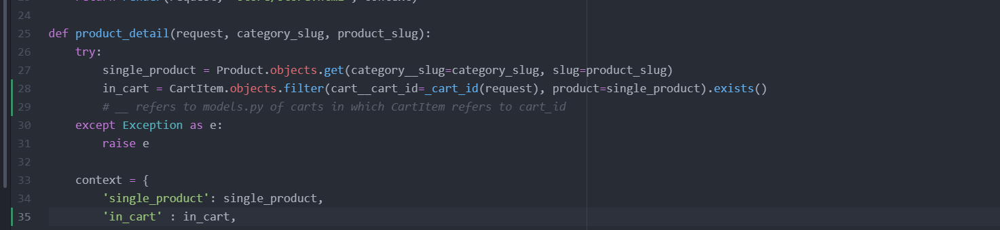 24
25 def product_detail(request, category_slug, product_slug):
26 try:
27 single_product = Product.objects.get(category__slug=category_slug, slug=product_slug)
28 in_cart = CartItem.objects.filter(cart__cart_id=_cart_id(request), product=single_product).exists()
29 # __ refers to models.py of carts in which CartItem refers to cart_id
30 except Exception as e:
31 raise e
32
33 context = {
34 'single_product': single_product,
35 'in_cart' : in_cart,